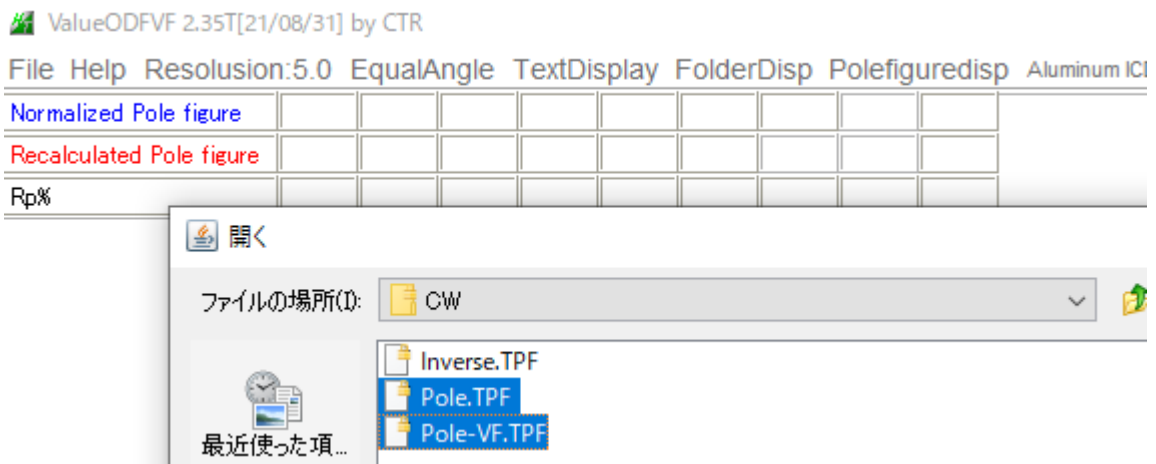 ValueODFVF 2.35T[21/08/31] by CTR
File Help Resolusion:5.0 EqualAngle TextDisplay FolderDisp Polefiguredisp Aluminum
Normalized Pole figure
Recalculated Pole figure
Rp%
開く
ファイルの場所(I): CW
Inverse.TPF
Pole.TPF
Pole-VF.TPF
最近使った項...